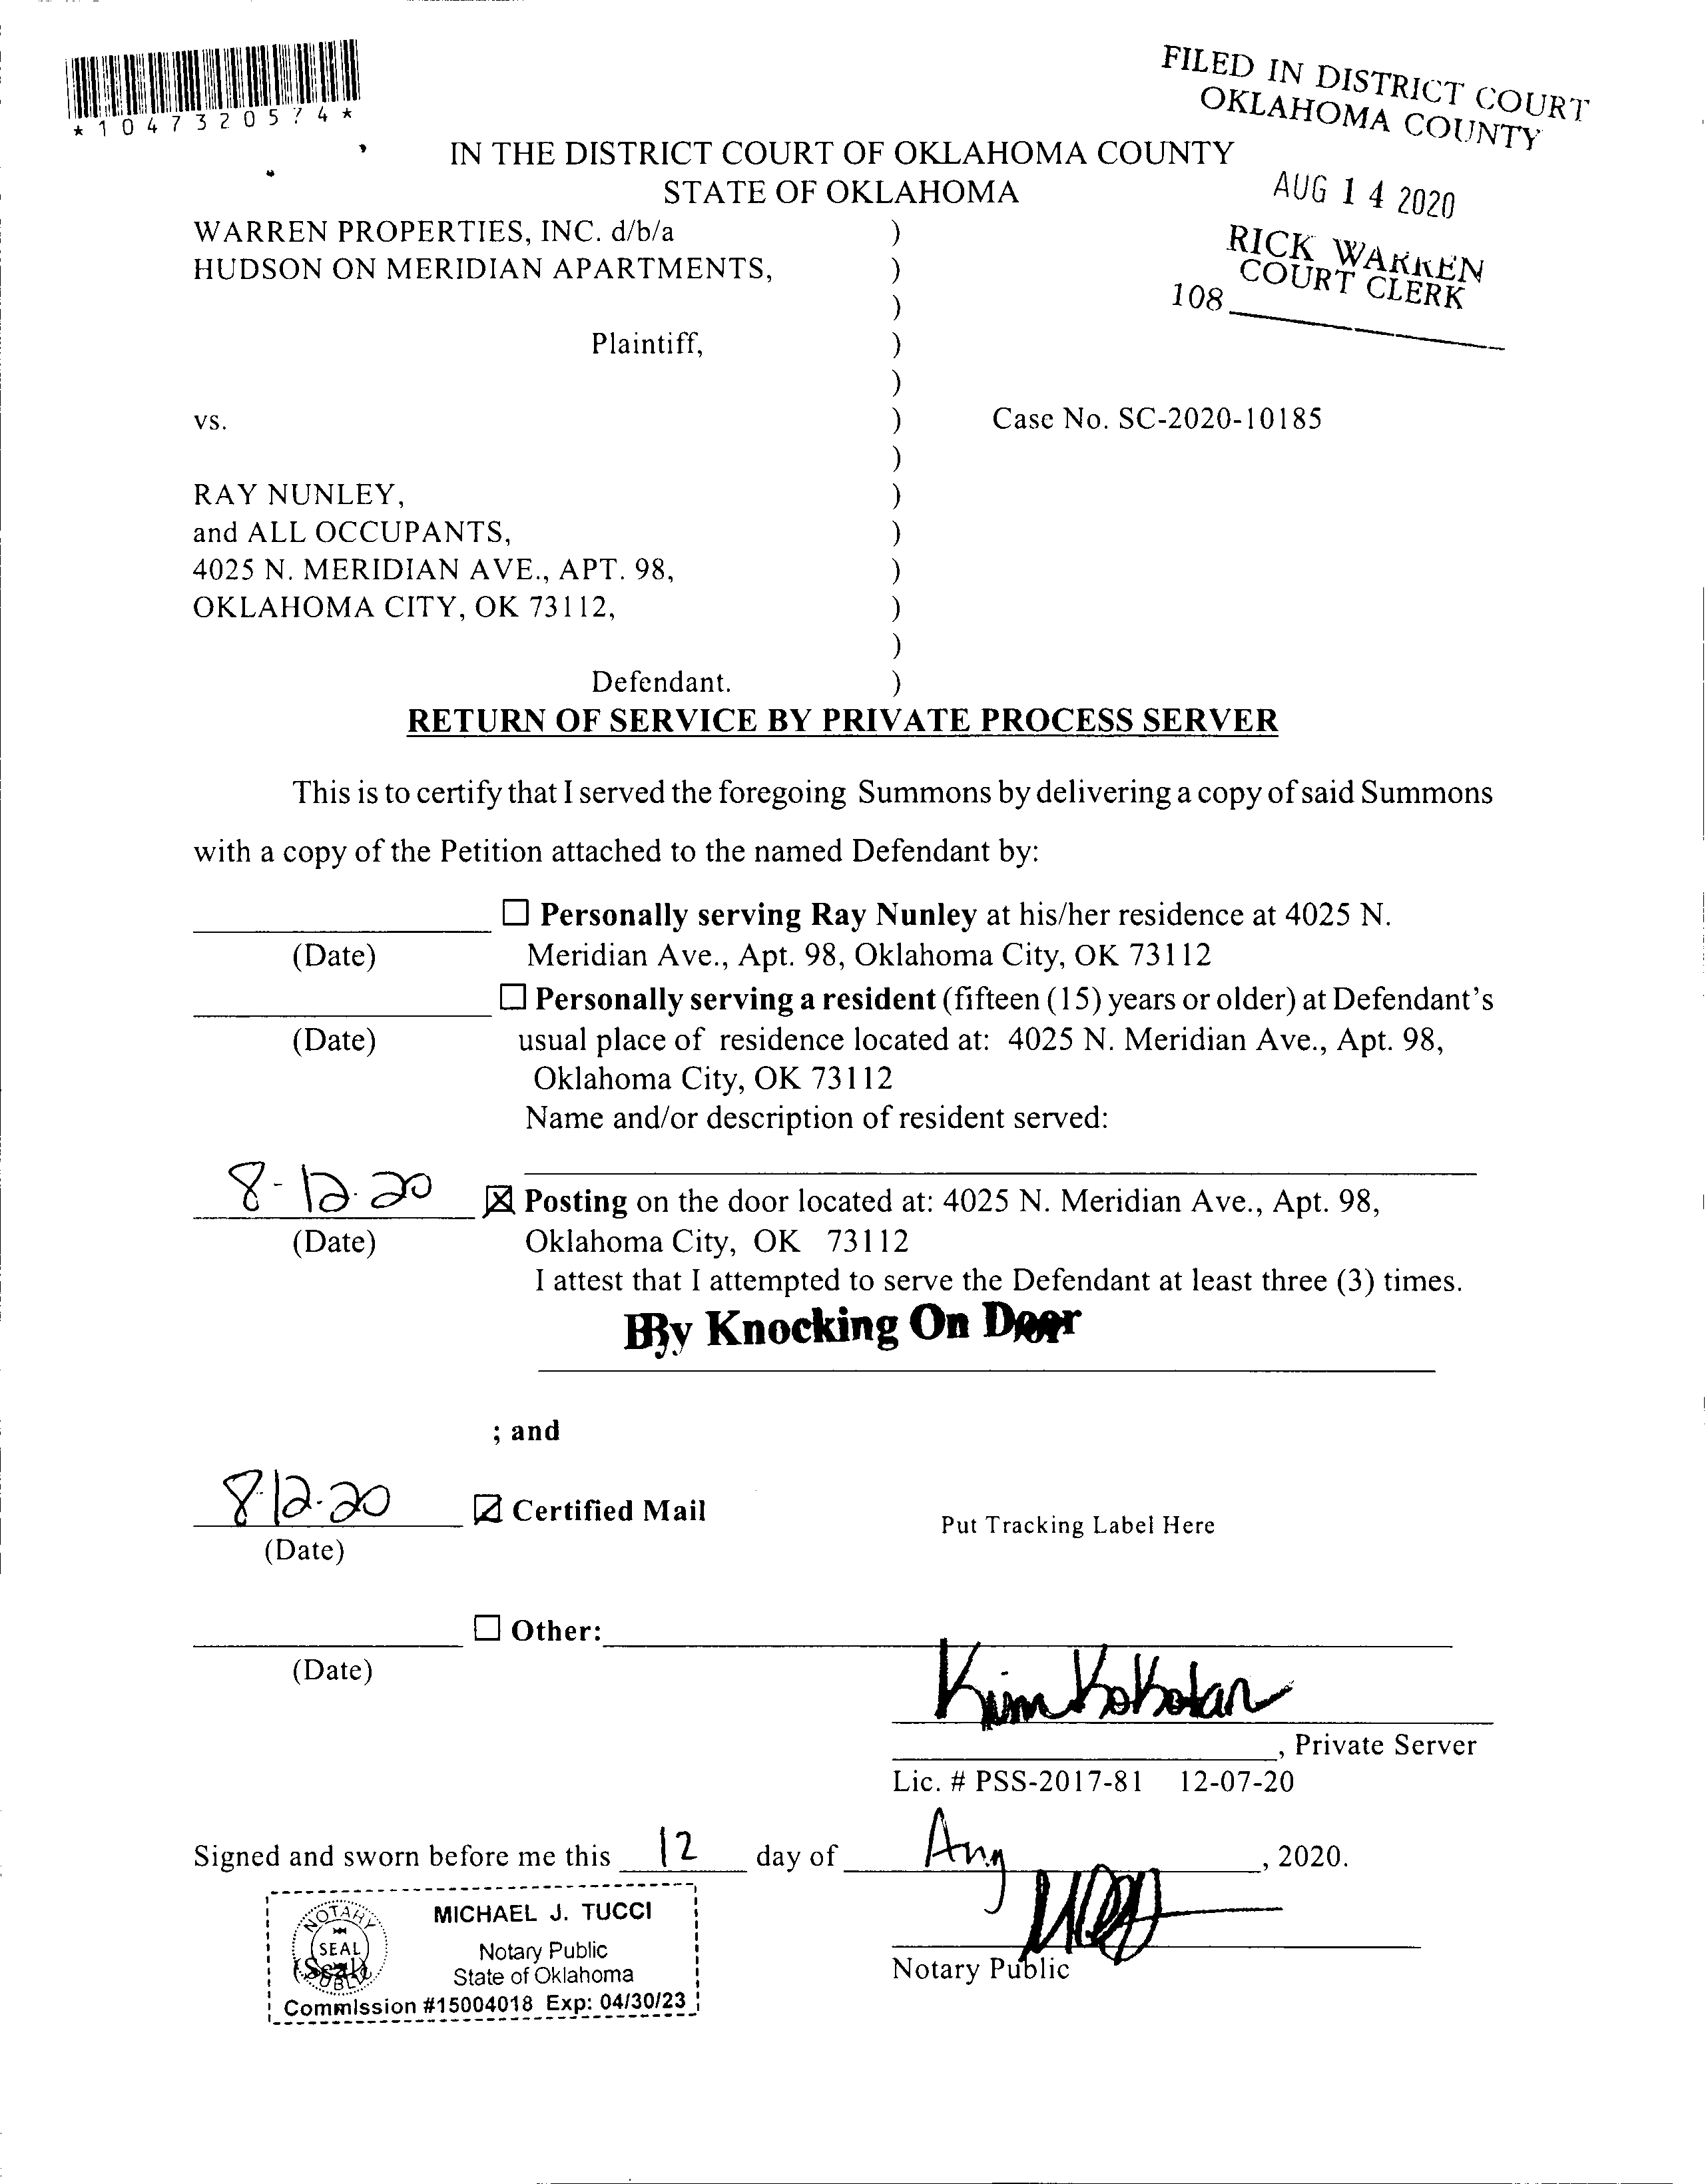 *1047320574*
FILED IN DISTRICT COURT
OKLAHOMA COUNTY
AUG 14 2020
RICK WARREN
COURT CLERK
108
IN THE DISTRICT COURT OF OKLAHOMA COUNTY
STATE OF OKLAHOMA
WARREN PROPERTIES, INC. d/b/a )
HUDSON ON MERIDIAN APARTMENTS, )
)
Plaintiff, )
)
vs. ) Case No. SC-2020-10185
)
RAY NUNLEY, )
and ALL OCCUPANTS, )
4025 N. MERIDIAN AVE., APT. 98, )
OKLAHOMA CITY, OK 73112, )
)
Defendant. )
RETURN OF SERVICE BY PRIVATE PROCESS SERVER
This is to certify that I served the foregoing Summons by delivering a copy of said Summons
with a copy of the Petition attached to the named Defendant by:
☐ Personally serving Ray Nunley at his/her residence at 4025 N.
(Date) Meridian Ave., Apt. 98, Oklahoma City, OK 73112
☐ Personally serving a resident (fifteen (15) years or older) at Defendant's
(Date) usual place of residence located at: 4025 N. Meridian Ave., Apt. 98,
Oklahoma City, OK 73112
Name and/or description of resident served:
8-12-20 ☒ Posting on the door located at: 4025 N. Meridian Ave., Apt. 98,
(Date) Oklahoma City, OK 73112
I attest that I attempted to serve the Defendant at least three (3) times.
By Knocking On Door
; and
8-12-20 ☑ Certified Mail Put Tracking Label Here
(Date)
☐ Other:
(Date)
Kim Kokotan
, Private Server
Lic. # PSS-2017-81 12-07-20
Signed and sworn before me this 12 day of Aug, 2020.
NOTARY
SEAL
PUBLIC
(Seal)
MICHAEL J. TUCCI
Notary Public
State of Oklahoma
Commission #15004018 Exp: 04/30/23
Notary Public